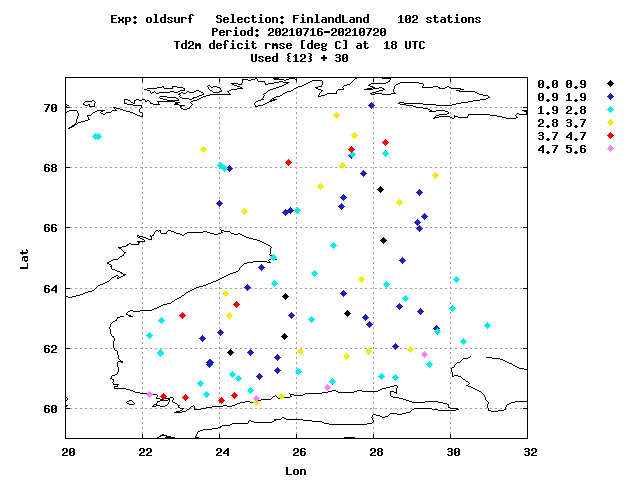 Exp: oldsurf   Selection: FinlandLand    102 stations
Period: 20210716-20210720
Td2m deficit rmse [deg C] at  18 UTC
Used {12} + 30
0.0 0.9
0.9 1.9
1.9 2.8
2.8 3.7
3.7 4.7
4.7 5.6
70
68
66
64
62
60
Lat
20 22 24 26 28 30 32
Lon